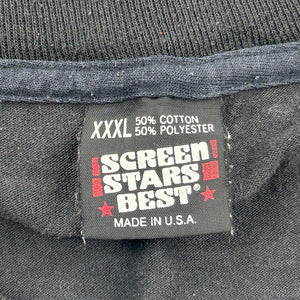 XXXL 50% COTTON
50% POLYESTER
SCREEN
STARS
BEST®
MADE IN U.S.A.